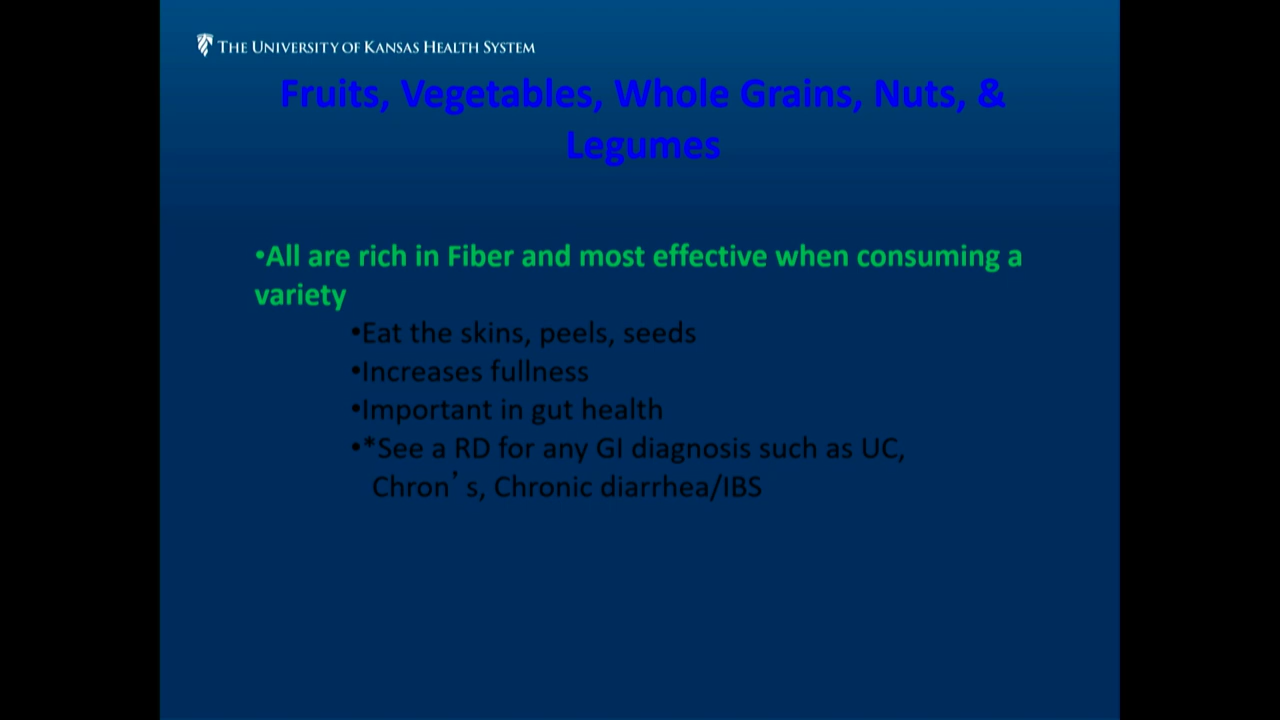 THE UNIVERSITY OF KANSAS HEALTH SYSTEM
Fruits, Vegetables, Whole Grains, Nuts, &
Legumes
•All are rich in Fiber and most effective when consuming a
variety
•Eat the skins, peels, seeds
•Increases fullness
•Important in gut health
•*See a RD for any GI diagnosis such as UC,
Chron’s, Chronic diarrhea/IBS